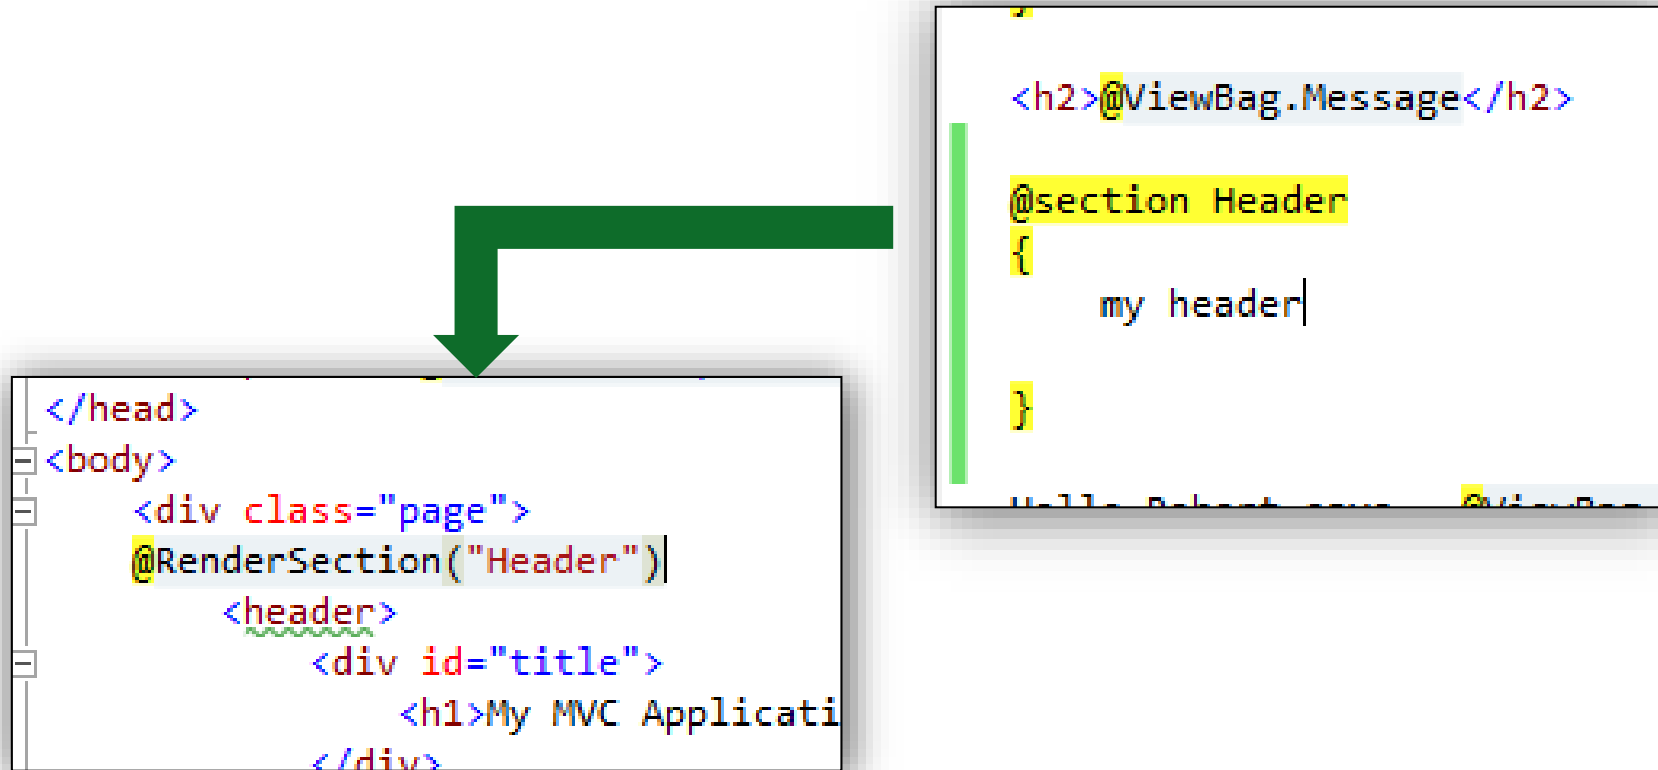 <h2>@ViewBag.Message</h2>
@section Header
{
my header
}
</head>
<body>
<div class="page">
@RenderSection("Header")
<header>
<div id="title">
<h1>My MVC Applicati
</div>